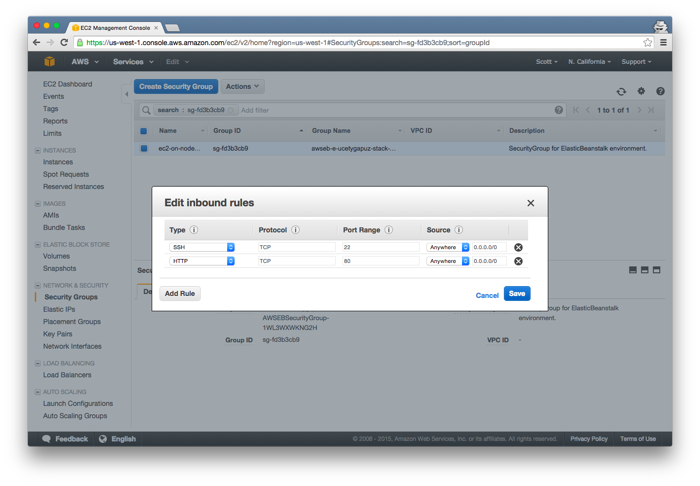 EC2 Management Console
https://us-west-1.console.aws.amazon.com/ec2/v2/home?region=us-west-1#SecurityGroups:search=sg-fd3b3cb9;sort=groupId
AWS Services Edit Scott N. California Support
EC2 Dashboard
Events
Tags
Reports
Limits
INSTANCES
Instances
Spot Requests
Reserved Instances
IMAGES
AMIs
Bundle Tasks
ELASTIC BLOCK STORE
Volumes
Snapshots
NETWORK & SECURITY
Security Groups
Elastic IPs
Placement Groups
Key Pairs
Network Interfaces
LOAD BALANCING
Load Balancers
AUTO SCALING
Launch Configurations
Auto Scaling Groups
Create Security Group Actions
search : sg-fd3b3cb9 Add filter 1 to 1 of 1
Name Group ID Group Name VPC ID Description
ec2-on-node... sg-fd3b3cb9 awseb-e-ucetygapuz-stack-... SecurityGroup for ElasticBeanstalk environment.
Edit inbound rules
Type Protocol Port Range Source
SSH TCP 22 Anywhere 0.0.0.0/0
HTTP TCP 80 Anywhere 0.0.0.0/0
Add Rule Cancel Save
Secu
De
oup for ElasticBeanstalk
AWSEBSecurityGroup- environment.
1WL3WXWKNG2H
Group ID sg-fd3b3cb9 VPC ID -
Feedback English © 2008 - 2015, Amazon Web Services, Inc. or its affiliates. All rights reserved. Privacy Policy Terms of Use